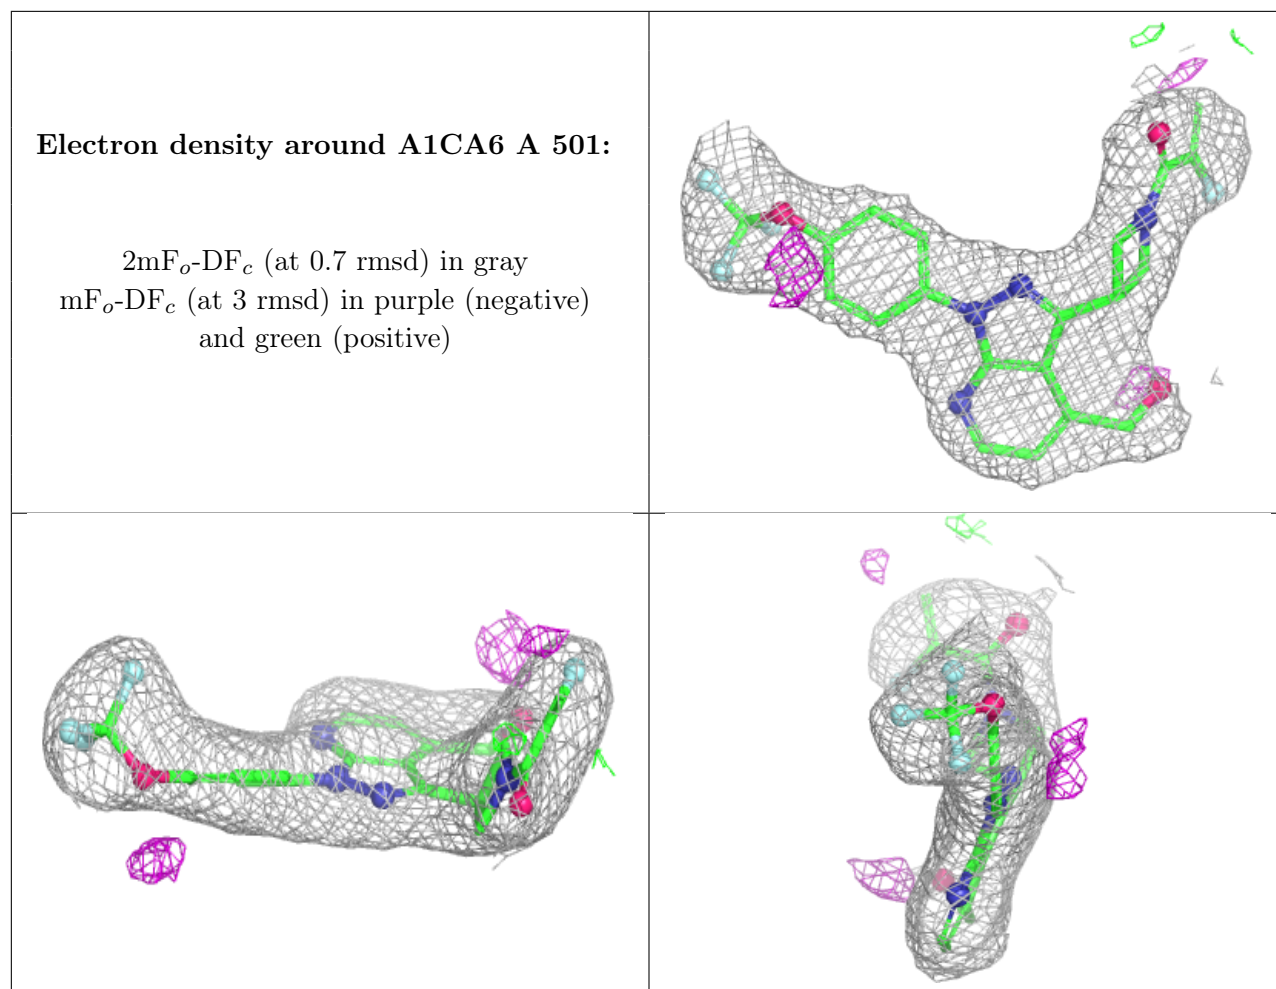 Electron density around A1CA6 A 501:
2mFₒ-DF𝒸 (at 0.7 rmsd) in gray
mFₒ-DF𝒸 (at 3 rmsd) in purple (negative)
and green (positive)